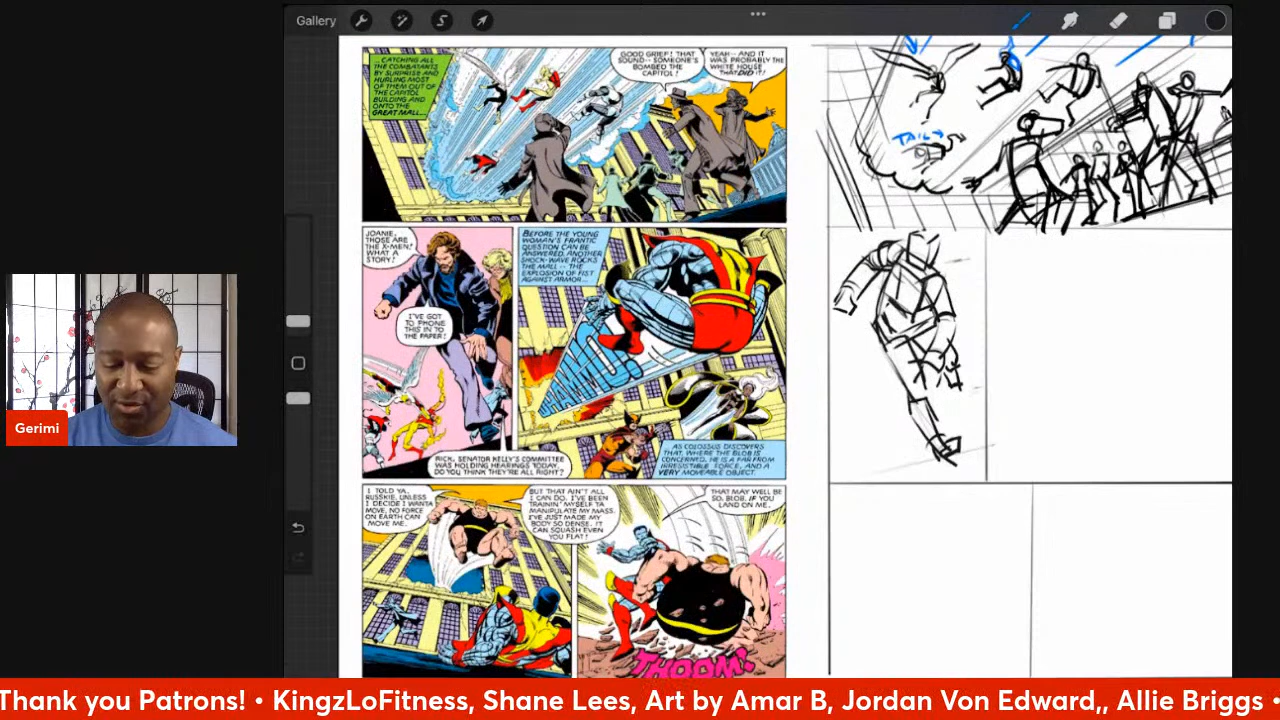 Gallery
...CATCHING ALL
THE COMBATANTS
BY SURPRISE AND
HURLING MOST
OF THEM OUT OF
THE CAPITOL
BUILDING AND
ONTO THE
GREAT MALL...
GOOD GRIEF! THAT
SOUND-- SOMEONE'S
BOMBED THE
CAPITOL!
YEAH-- AND IT
WAS PROBABLY THE
WHITE HOUSE
THAT DID IT!
TAIL
JOANIE,
THOSE ARE
THE X-MEN!
WHAT A
STORY!
I'VE GOT
TO PHONE
THIS IN TO
THE PAPER!
RICK, SENATOR KELLY'S COMMITTEE
WAS HOLDING HEARINGS TODAY.
DO YOU THINK THEY'RE ALL RIGHT?
BEFORE THE YOUNG
WOMAN'S FRANTIC
QUESTION CAN BE
ANSWERED, ANOTHER
SHOCK-WAVE ROCKS
THE MALL -- THE
EXPLOSION OF FIST
AGAINST ARMOR...
AS COLOSSUS DISCOVERS
THAT, WHERE THE BLOB IS
CONCERNED, HE IS A FAR FROM
IRRESISTIBLE FORCE, AND A
VERY MOVEABLE OBJECT.
I TOLD YA,
RUSSKIE, UNLESS
I DECIDE I WANTA
MOVE, NO FORCE
ON EARTH CAN
MOVE ME.
BUT THAT AIN'T ALL
I CAN DO. I'VE BEEN
TRAININ' MYSELF TA
MANIPULATE MY MASS.
I'VE JUST MADE MY
BODY SO DENSE, IT
CAN SQUASH EVEN
YOU FLAT!
THAT MAY WELL BE
SO, BLOB, IF YOU
LAND ON ME.
THOOM!
Gerimi
Thank you Patrons! • KingzLoFitness, Shane Lees, Art by Amar B, Jordan Von Edward,, Allie Briggs •